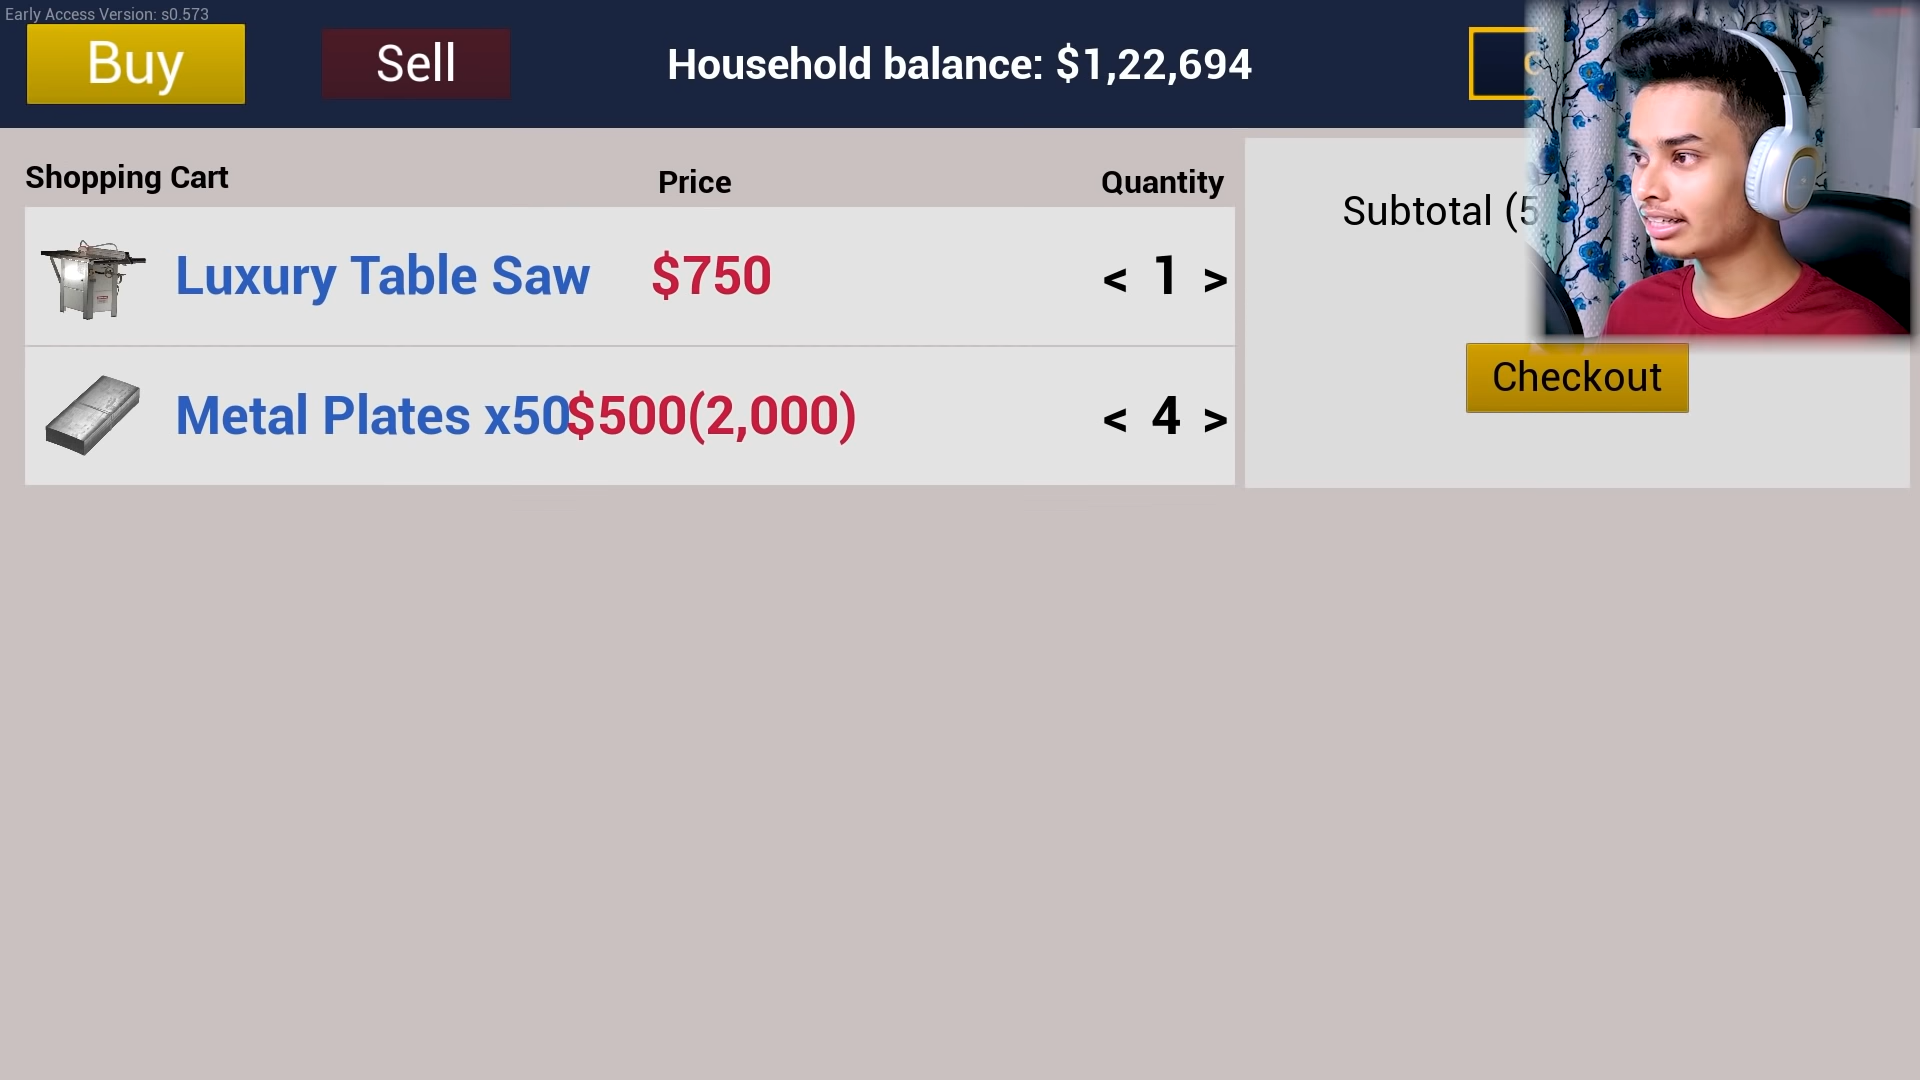 Early Access Version: s0.573
Buy
Sell
Household balance: $1,22,694
Shopping Cart
Price
Quantity
Subtotal (5
Luxury Table Saw
$750
< 1 >
Metal Plates x50
$500(2,000)
< 4 >
Checkout